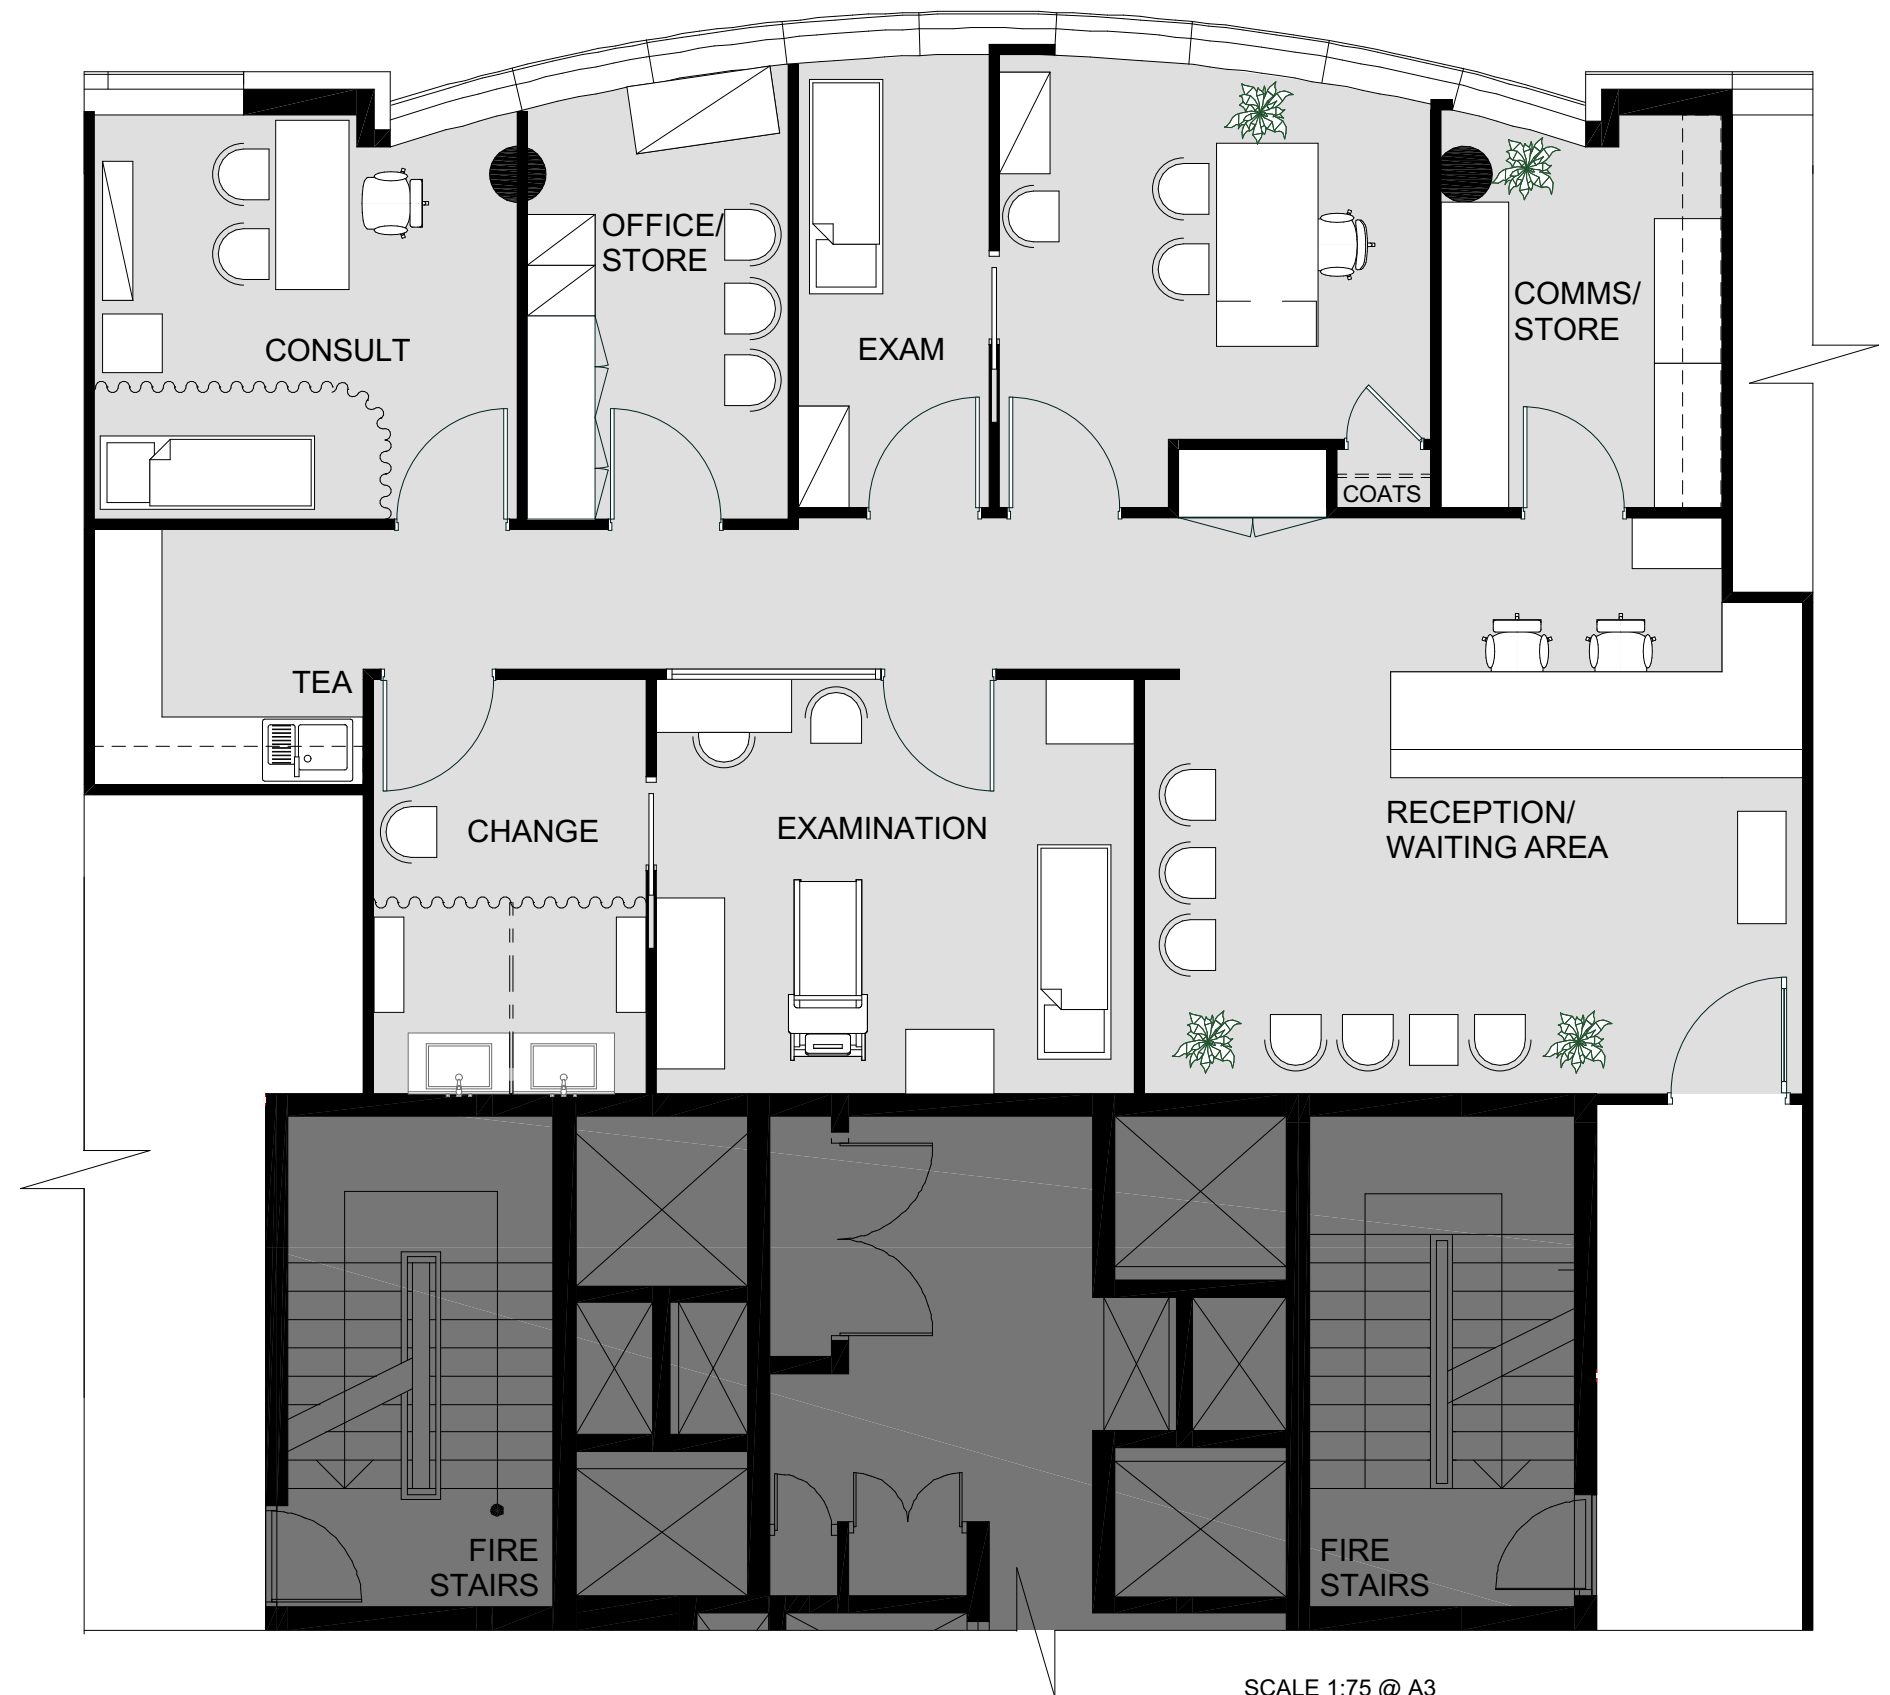 OFFICE/
STORE
CONSULT
EXAM
COMMS/
STORE
COATS
TEA
CHANGE
EXAMINATION
RECEPTION/
WAITING AREA
FIRE
STAIRS
FIRE
STAIRS
SCALE 1:75 @ A3